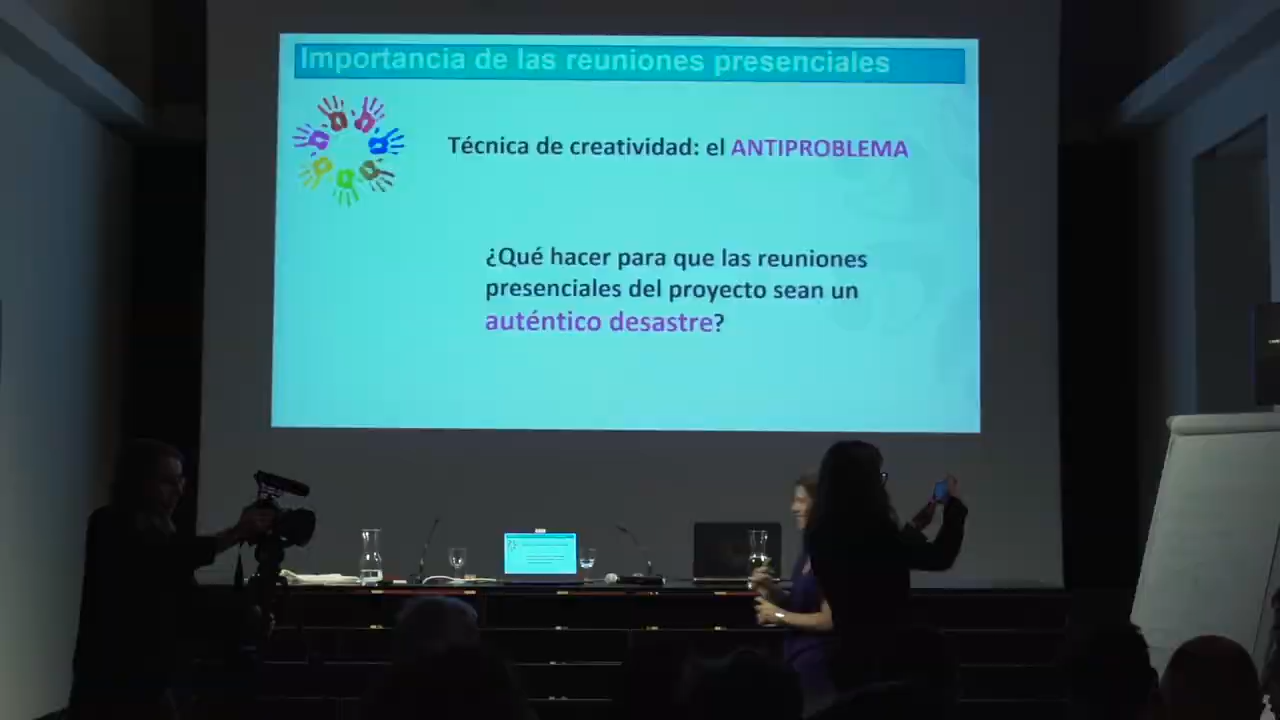 Importancia de las reuniones presenciales
Técnica de creatividad: el ANTIPROBLEMA
¿Qué hacer para que las reuniones
presenciales del proyecto sean un
auténtico desastre?